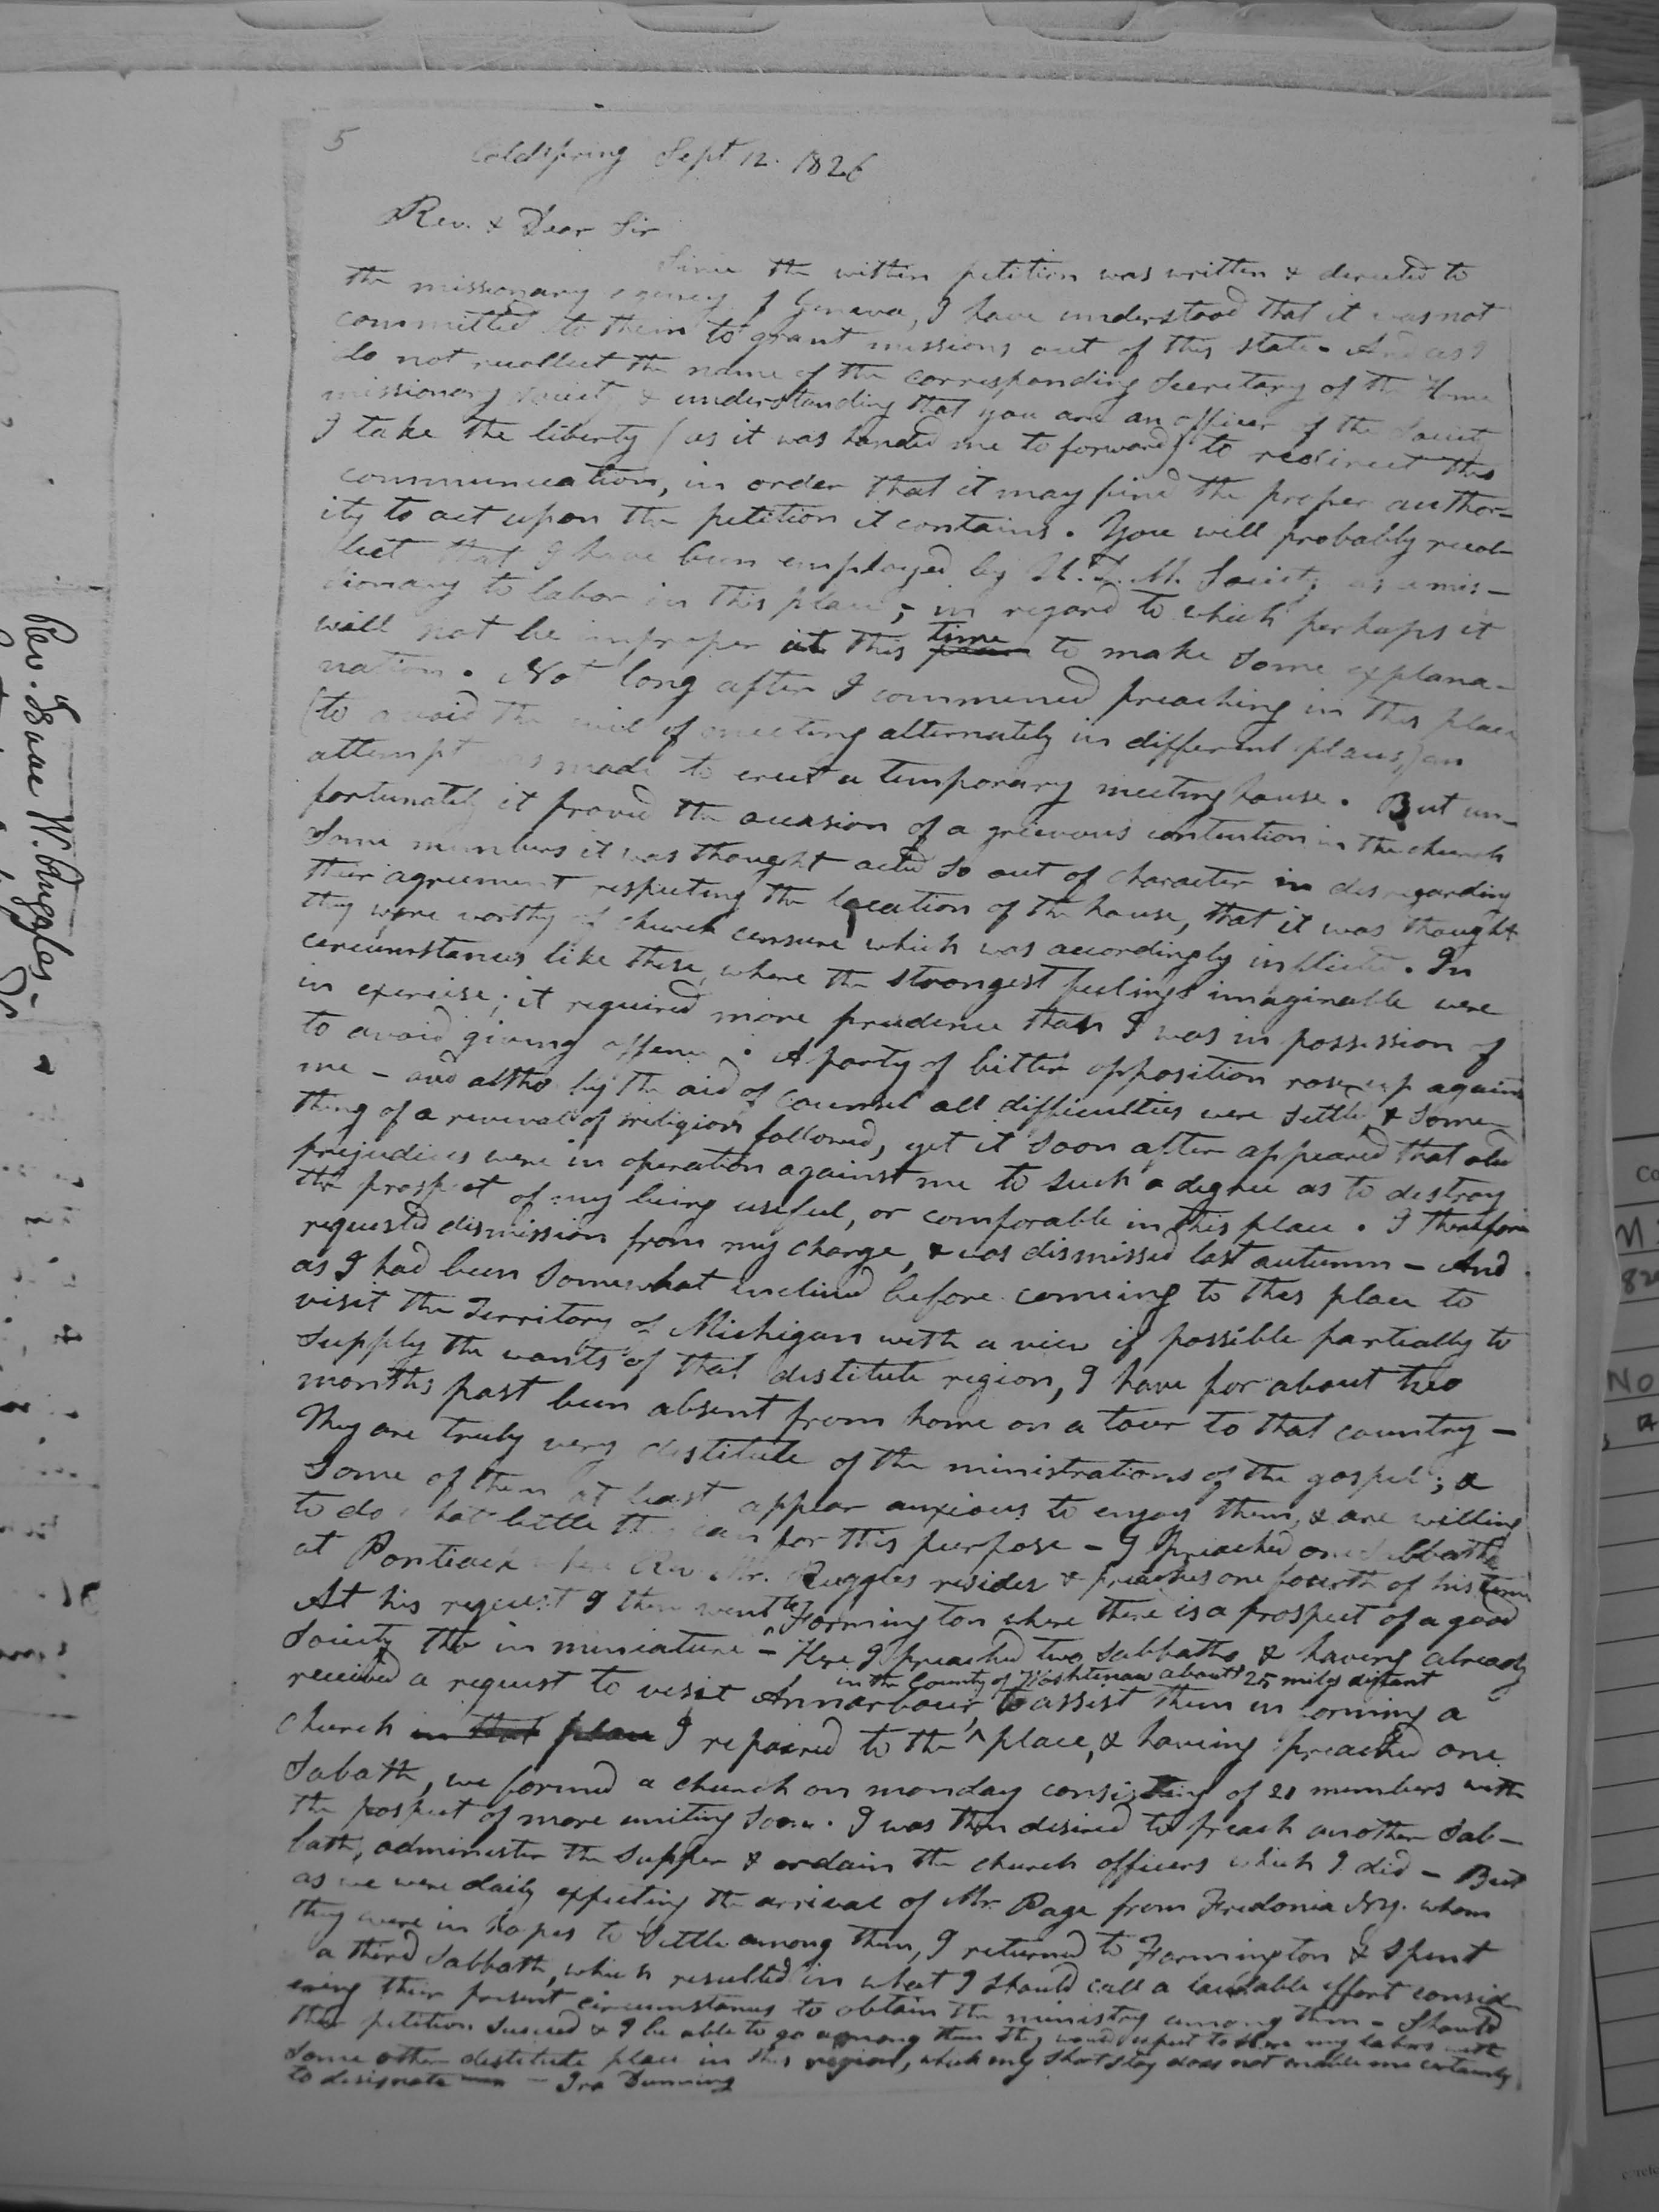 5
Coldspring Sept 12. 1826
Rev. & Dear Sir
Since the within petition was written & directed to
the missionary agency of Geneva, I have understood that it was not
committed to them to grant missions out of this state - And as I
do not recollect the name of the corresponding Secretary of the Home
missionary Society & understanding that you are an officer of the Society
I take the liberty (as it was handed me to forward) to redirect this
communication, in order that it may find the proper author=
ity to act upon the petition it contains. You will probably recol-
lect that I have been employed by U. D. M. Society as a mis-
sionary to labor in this place; in regard to which perhaps it
will not be improper at this time to make some explana-
nation. Not long after I commenced preaching in this place
(to avoid the evil of meeting alternately in different places,) an
attempt was made to erect a temporary meeting house. But un-
fortunately it proved the occasion of a grievous contention in the church
Some members it was thought acted so out of character in disregarding
their agreement respecting the location of the house, that it was thought
they were worthy of church censure which was accordingly inflicted. In
circumstances like these, where the strongest feelings imaginable were
in exercise; it required more prudence than I was in possession of
to avoid giving offence. A party of bitter opposition rose up against
me - and altho by the aid of counsel all difficulties were settled & some-
thing of a revival of religion followed, yet it soon after appeared that old
prejudices were in operation against me to such a degree as to destroy
the prospect of my being useful, or comforable in this place. I therefore
requested dismission from my charge, & was dismissed last autumn - And
as I had been somewhat inclined before coming to this place to
visit the Territory of Michigan with a view if possible partially to
supply the wants of that destitute region, I have for about two
months past been absent from home on a tour to that country -
They are truly very destitute of the ministrations of the gospel; &
some of them at least appear anxious to enjoy them, & are willing
to do what little they can for this purpose - I preached one Sabbath
at Pontiack where Rev Mr. Ruggles resides & preaches one fourth of his time
At his request I then went to Farmington where there is a prospect of a good
Society tho in miniature - Here I preached two Sabbaths & having already
in the County of Washtenaw about 25 miles distant
received a request to visit Annarbour, to assist them in forming a
church in that place I repaired to the place, & having preached one
Sabath, we formed a church on monday consisting of 21 members with
the pospect of more uniting soon. I was then desired to preach another Sab-
bath, administer the supper & ordain the church officers which I did - But
as we were daily expecting the arrival of Mr. Page from Fredonia N.Y. whom
they were in hopes to settle among them, I returned to Farmington & spent
a third Sabbath, which resulted in what I should call a laudable effort consid-
ering their present circumstances to obtain the ministry among them - Should
their petition succeed & I be able to go among them they would expect to share my labors with
some other destitute place in this region, which my short stay does not enable me certainly
to designate - Ira Dunning
Rev. Isaac W. Ruggles -